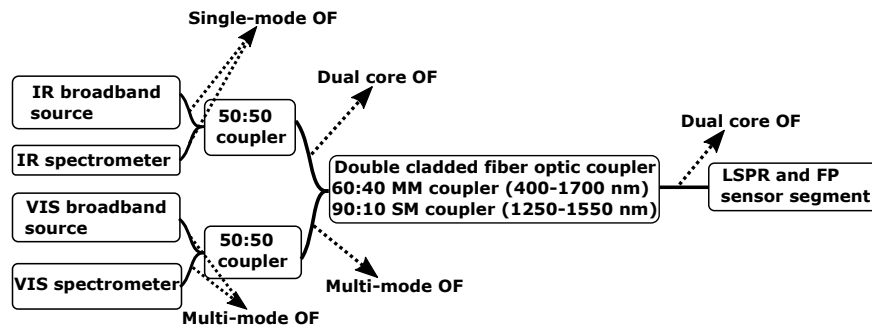 Single-mode OF
IR broadband
source
50:50
coupler
IR spectrometer
Dual core OF
Dual core OF
Double cladded fiber optic coupler
60:40 MM coupler (400-1700 nm)
90:10 SM coupler (1250-1550 nm)
LSPR and FP
sensor segment
VIS broadband
source
50:50
coupler
VIS spectrometer
Multi-mode OF
Multi-mode OF